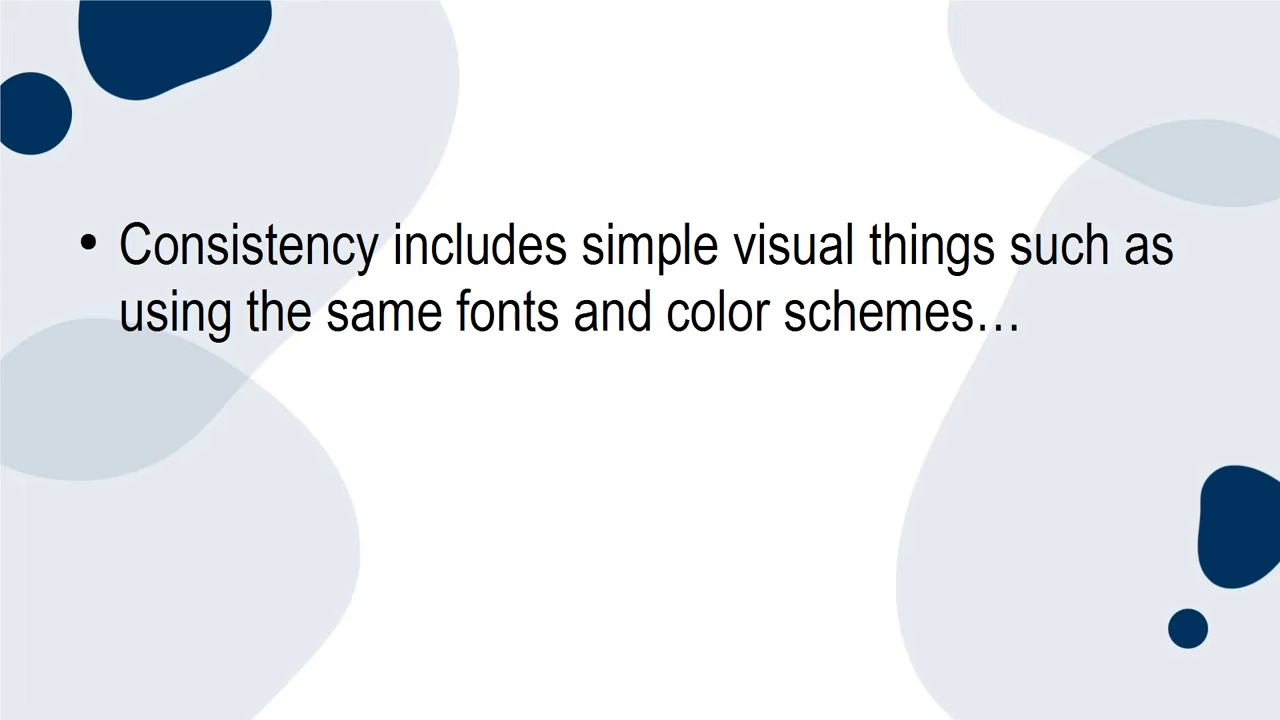 • Consistency includes simple visual things such as
using the same fonts and color schemes…